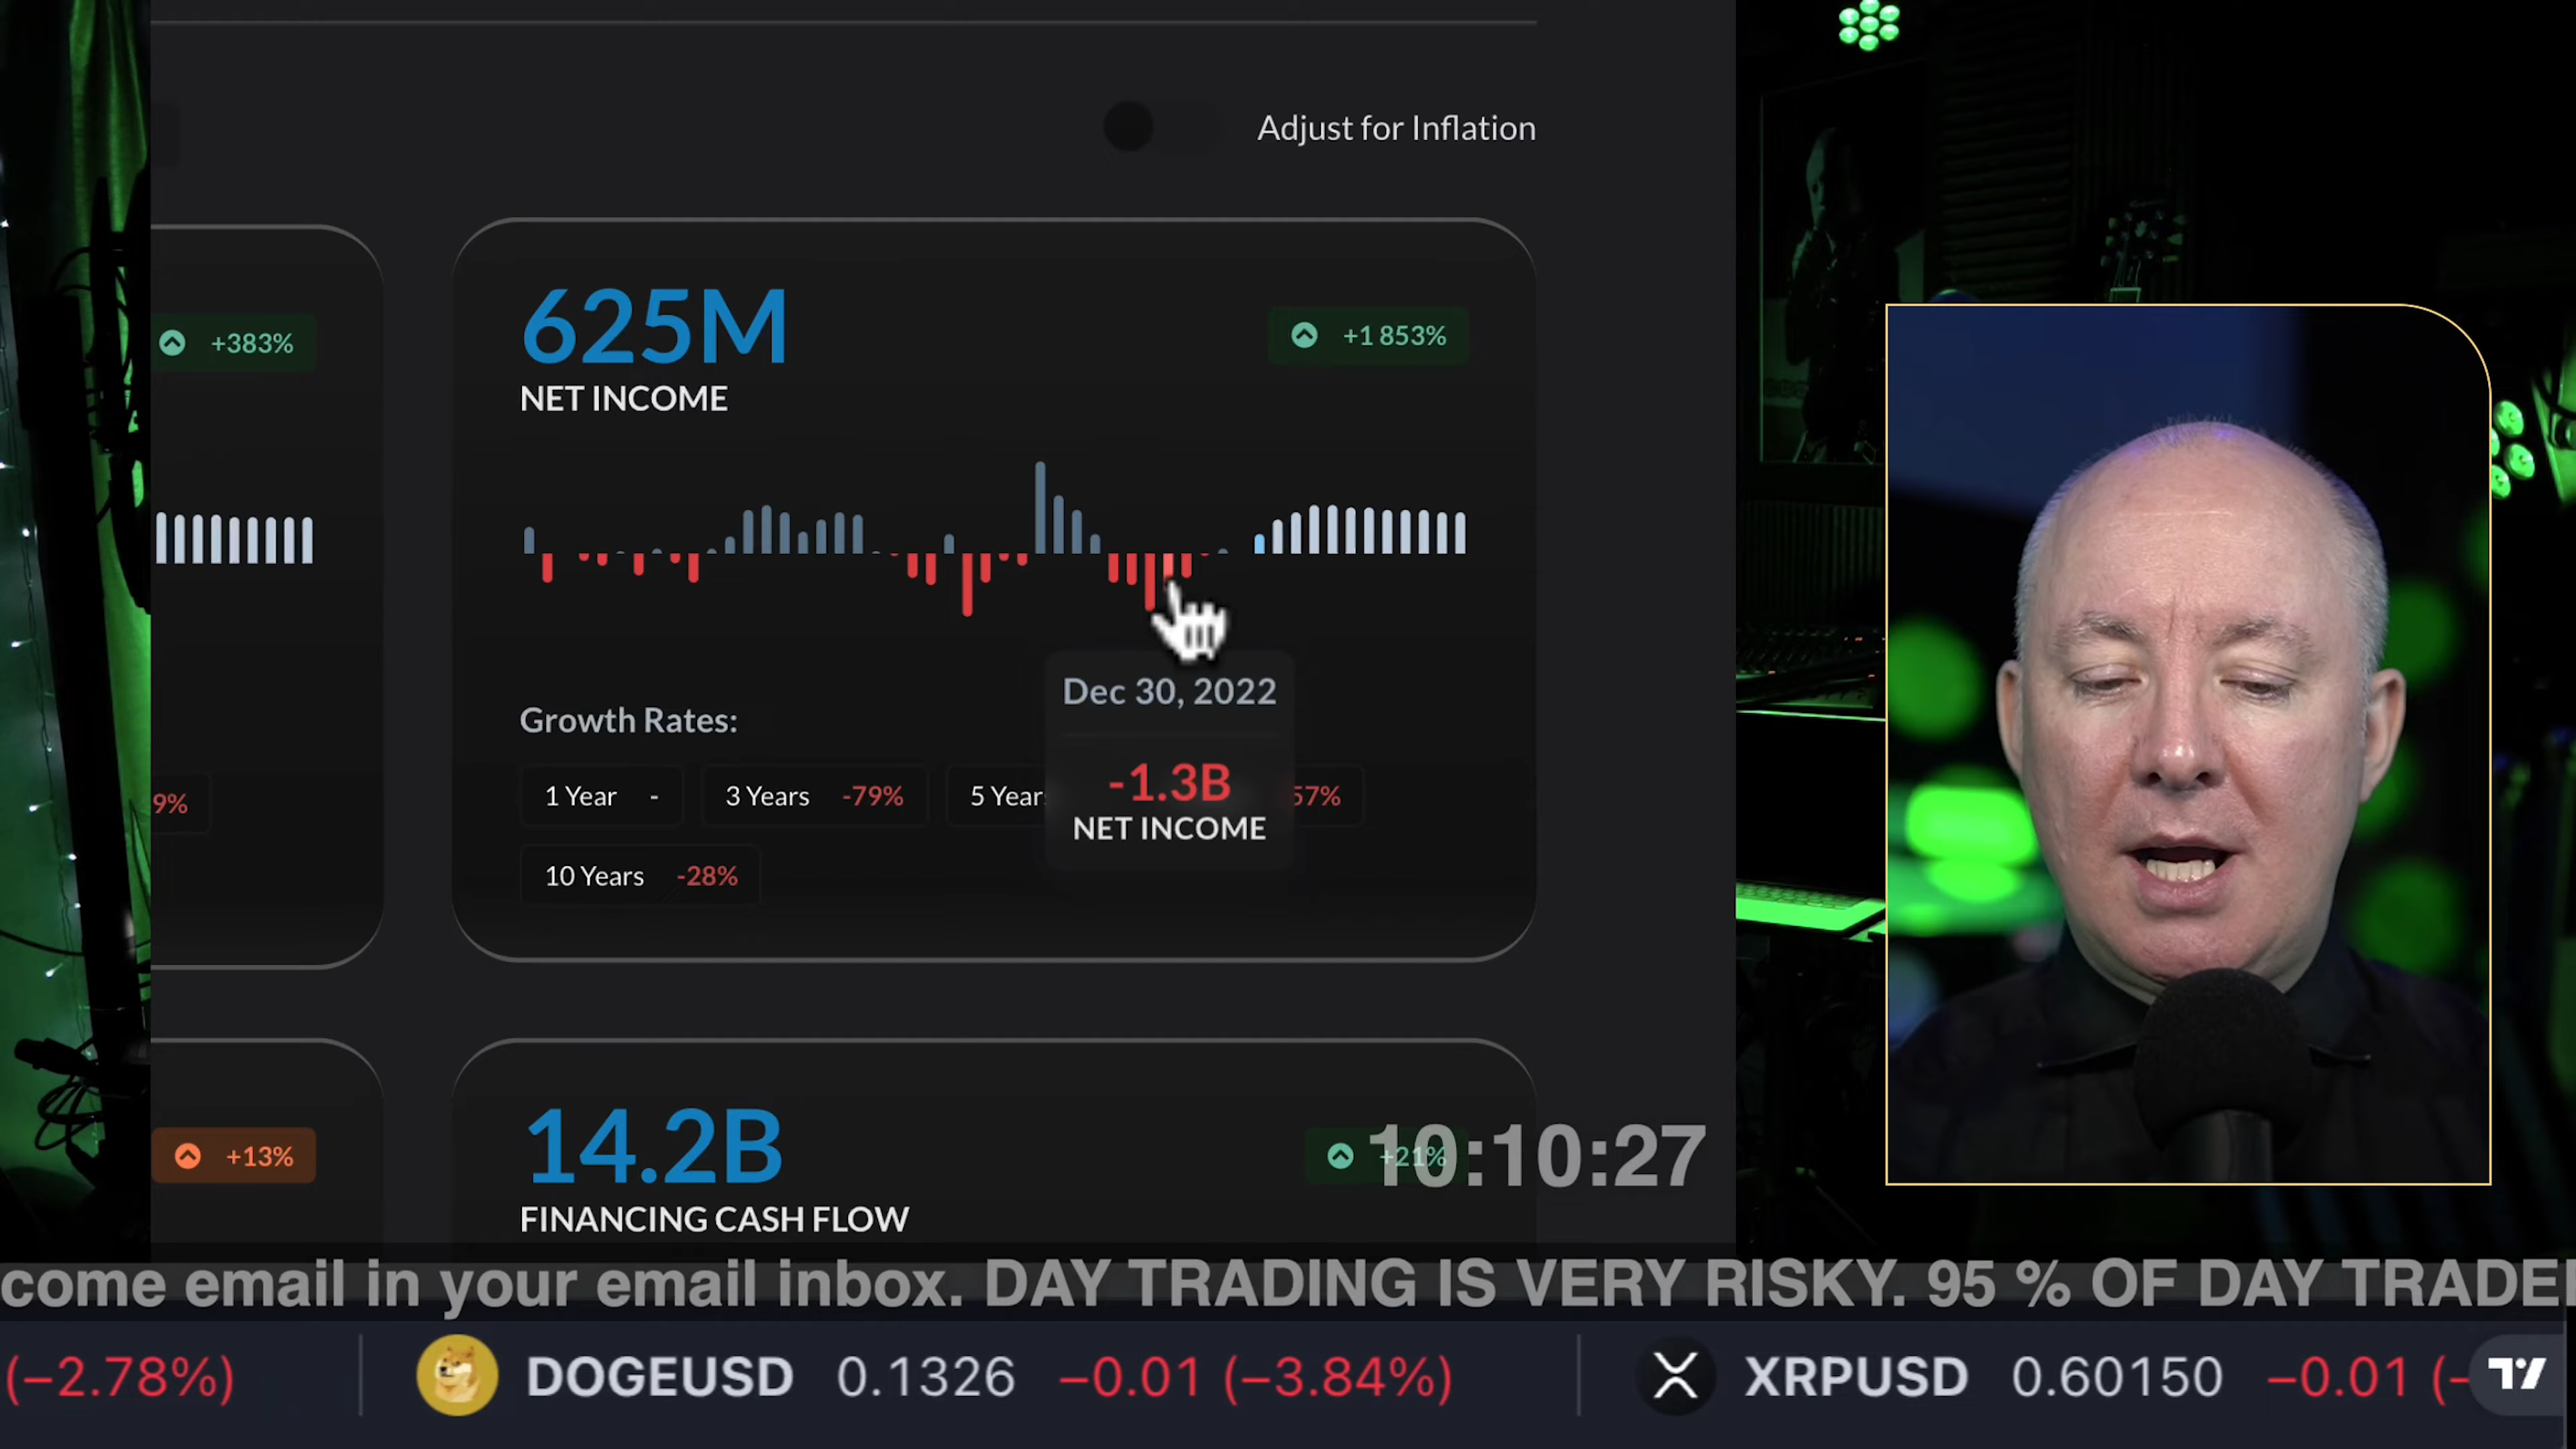 Adjust for Inflation
+383%
625M
+1 853%
NET INCOME
Dec 30, 2022
-1.3B
NET INCOME
Growth Rates:
1 Year -
3 Years -79%
5 Year
57%
9%
10 Years -28%
+13%
14.2B
+21%
10:10:27
FINANCING CASH FLOW
come email in your email inbox. DAY TRADING IS VERY RISKY. 95 % OF DAY TRADE
(−2.78%) DOGEUSD 0.1326 −0.01 (−3.84%) XRPUSD 0.60150 −0.01 (−